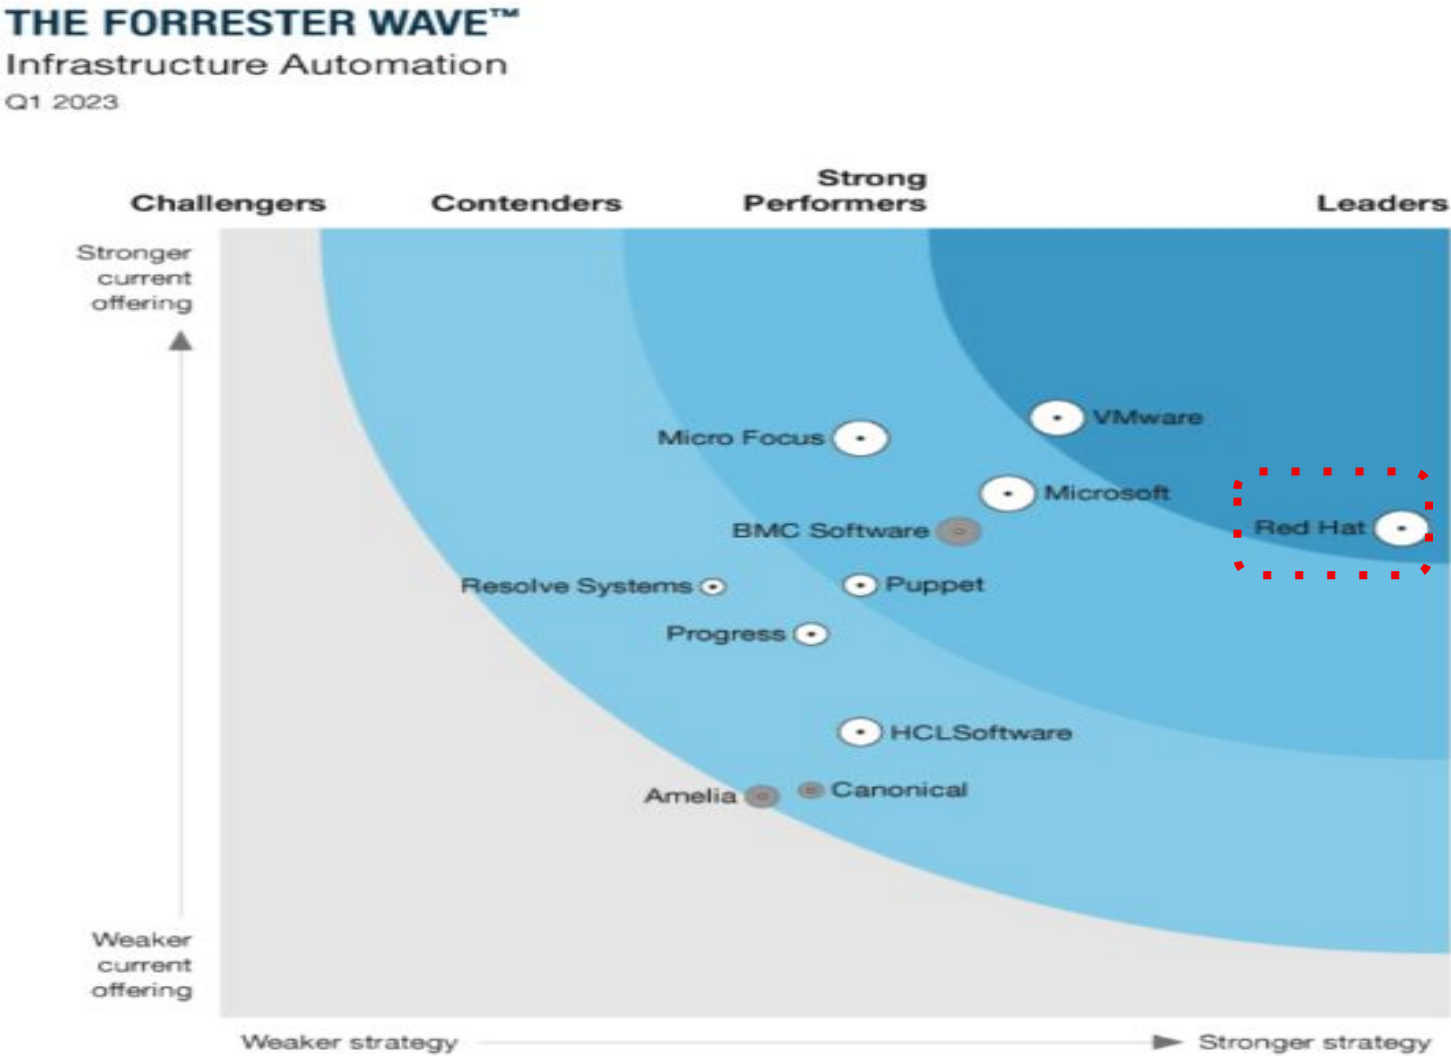 THE FORRESTER WAVE™
Infrastructure Automation
Q1 2023
Challengers
Contenders
Strong
Performers
Leaders
Stronger
current
offering
VMware
Micro Focus
Microsoft
Red Hat
BMC Software
Resolve Systems
Puppet
Progress
HCLSoftware
Canonical
Amelia
Weaker
current
offering
Weaker strategy
Stronger strategy